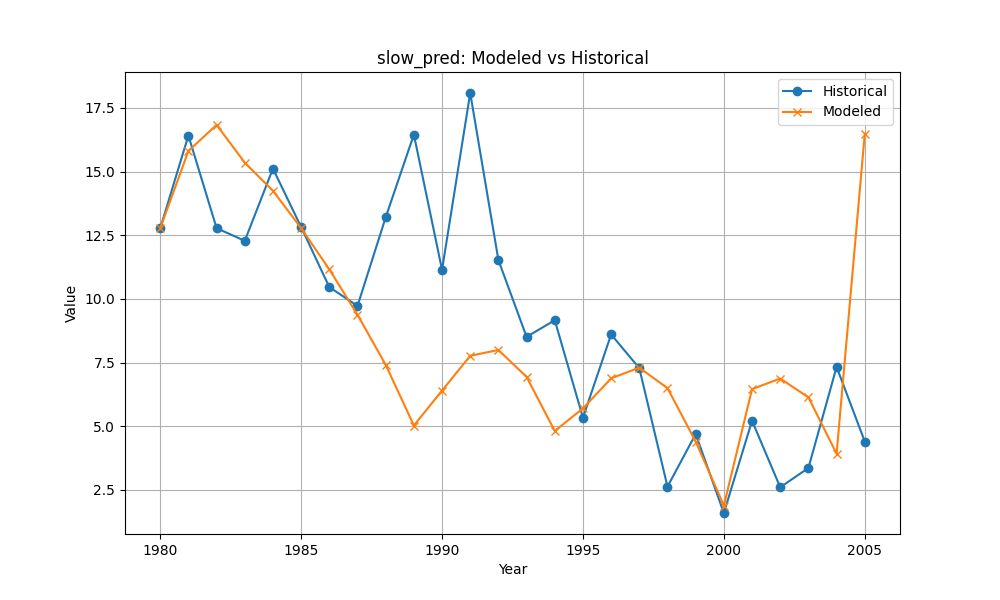 slow_pred: Modeled vs Historical
Historical
Modeled
17.5
15.0
12.5
10.0
7.5
5.0
2.5
Value
1980
1985
1990
1995
2000
2005
Year